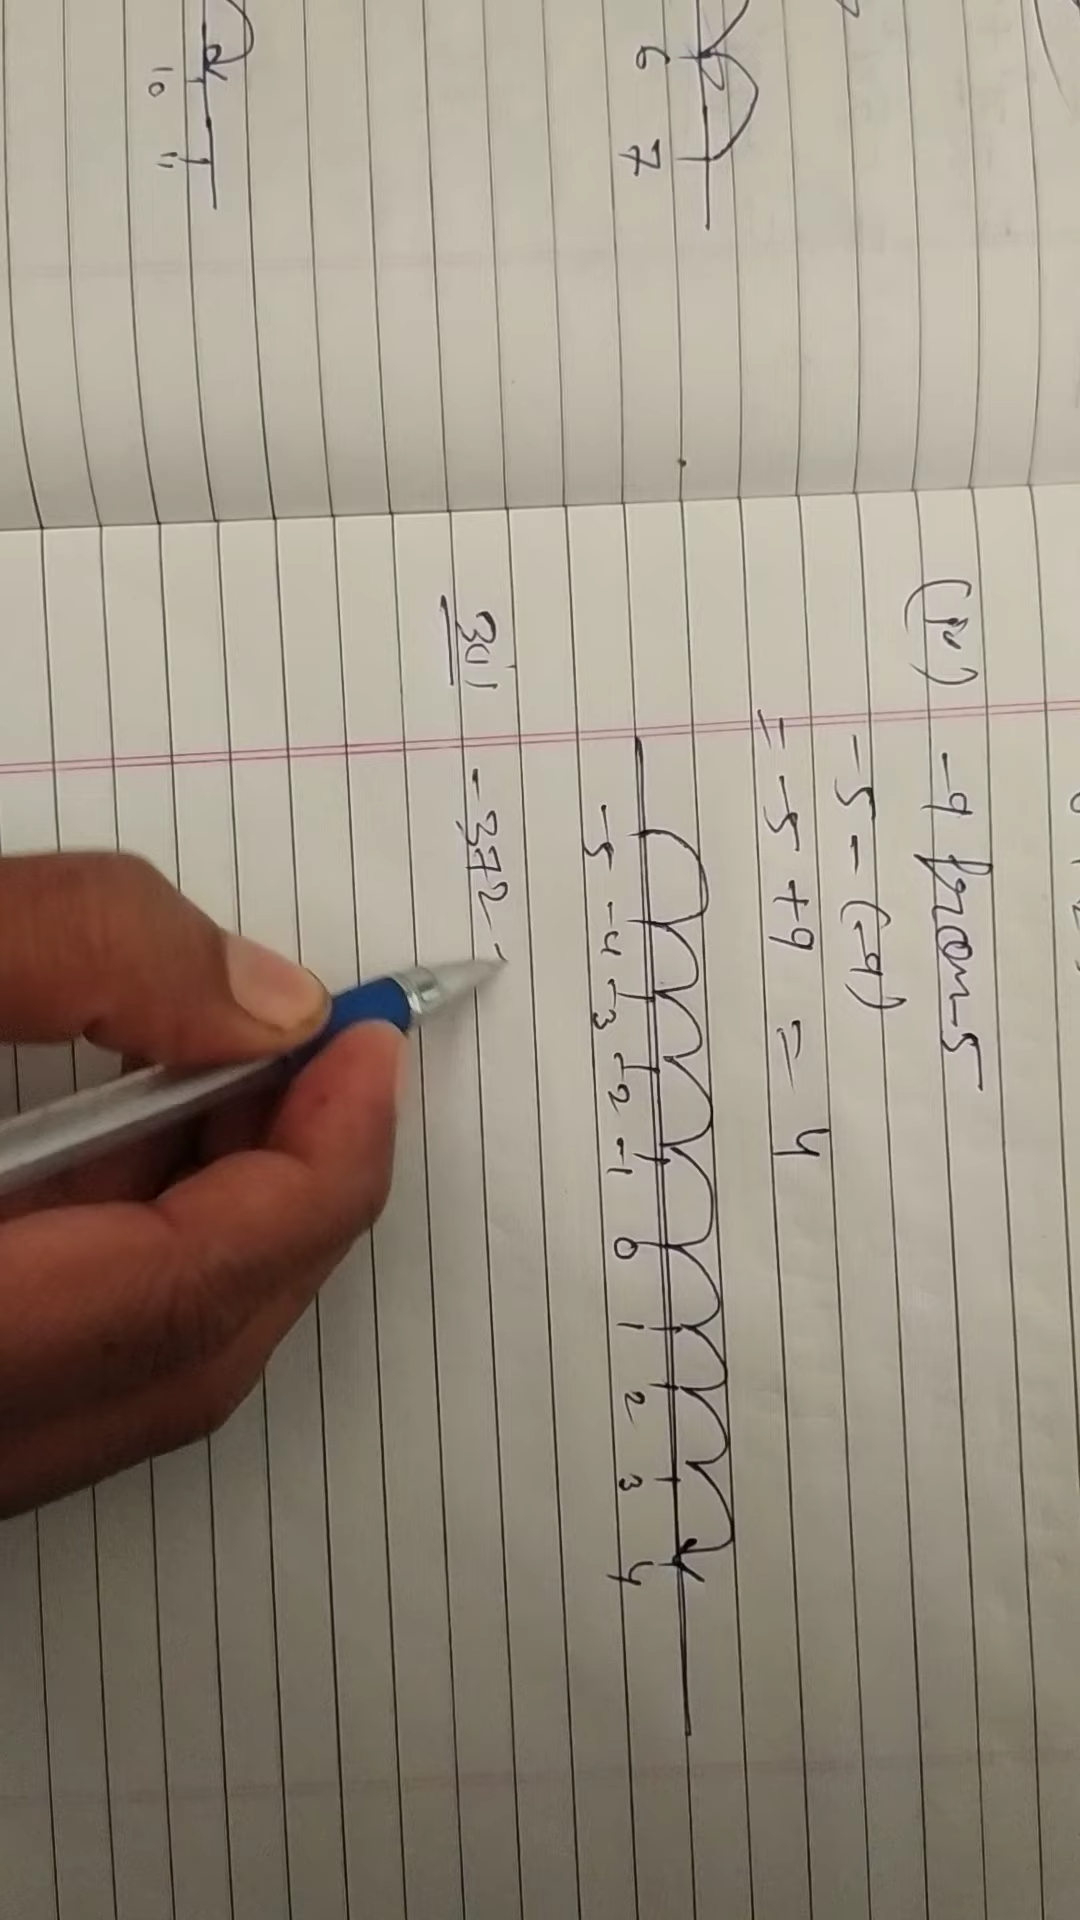 6 7
10 11
(iv) -9 from -5
-5 - (-9)
= -5 + 9 = 4
-5 -4 -3 -2 -1 0 1 2 3 4
3(i) -372 -